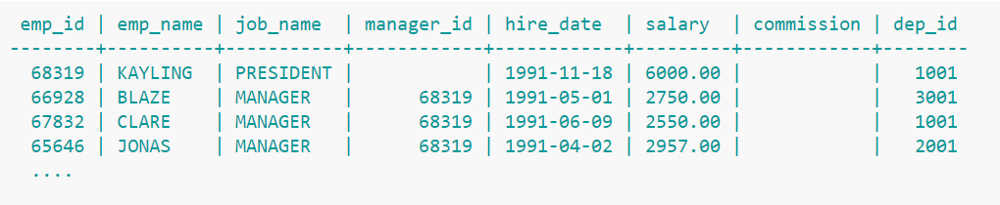 emp_id | emp_name | job_name | manager_id | hire_date | salary | commission | dep_id
--------+----------+-----------+------------+------------+---------+------------+--------
68319 | KAYLING | PRESIDENT | | 1991-11-18 | 6000.00 | | 1001
66928 | BLAZE | MANAGER | 68319 | 1991-05-01 | 2750.00 | | 3001
67832 | CLARE | MANAGER | 68319 | 1991-06-09 | 2550.00 | | 1001
65646 | JONAS | MANAGER | 68319 | 1991-04-02 | 2957.00 | | 2001
....